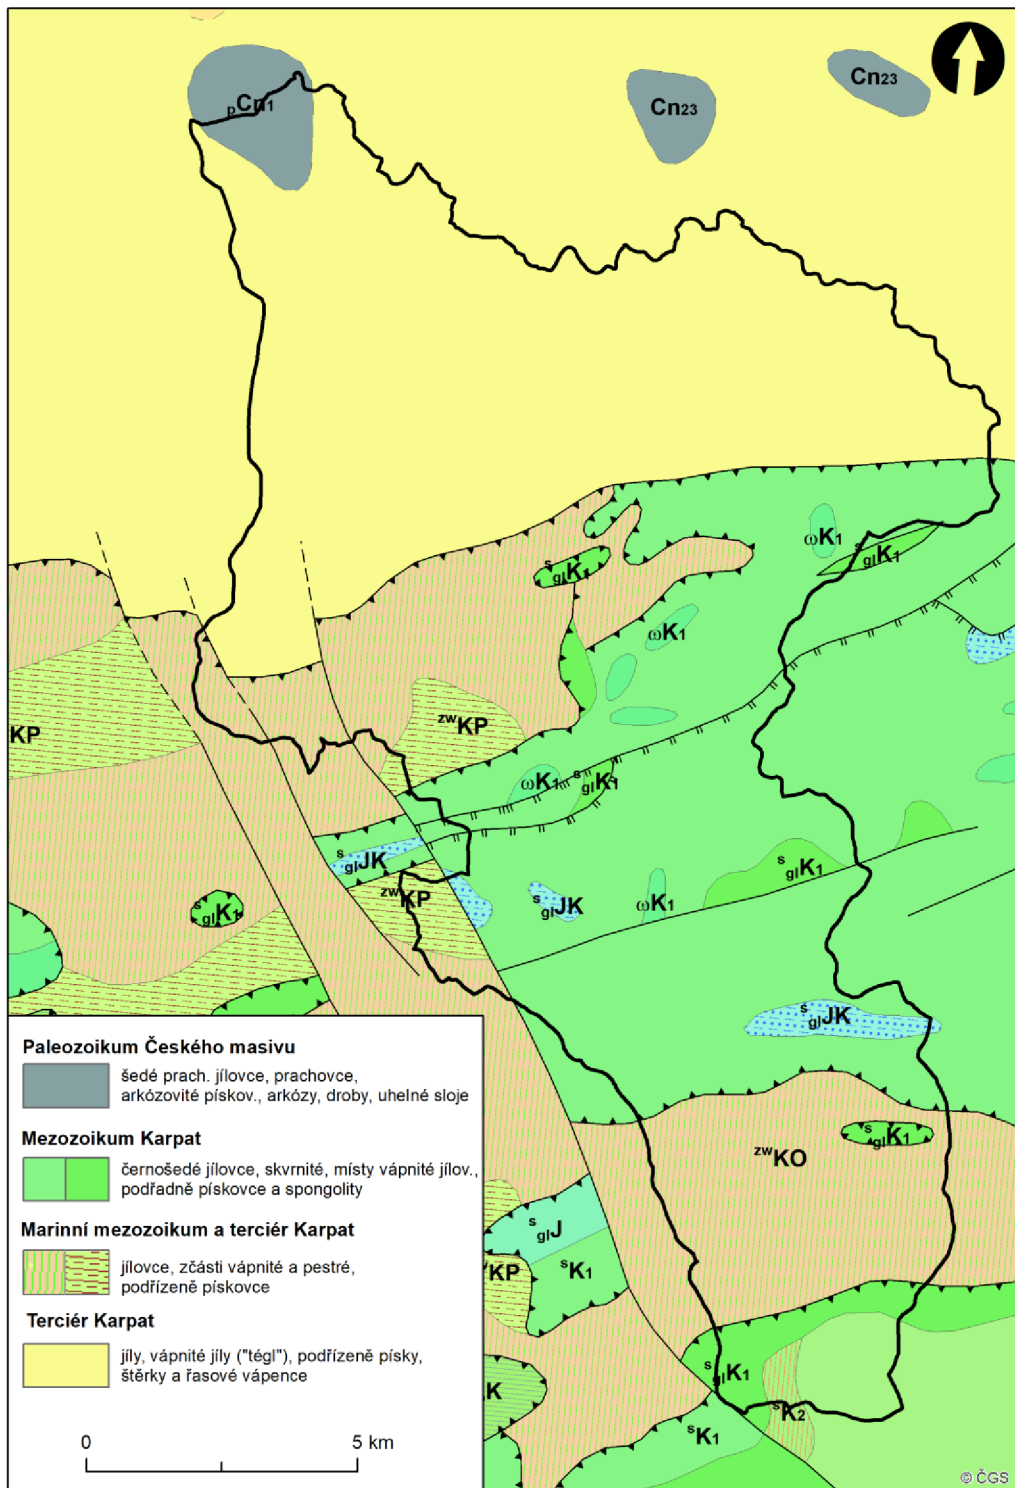 pCn1
Cn23
Cn23
ωK1
sglK1
sglK1
ωK1
zwKP
KP
ωK1
sglK1
sglJK
sglK1
zwKP
sglK1
sglJK
ωK1
sglJK
sglK1
zwKO
sglJ
sK1
KP
sglK1
K
sK2
sK1
Paleozoikum Českého masivu
šedé prach. jílovce, prachovce,
arkózovité pískov., arkózy, droby, uhelné sloje
Mezozoikum Karpat
černošedé jílovce, skvrnité, místy vápnité jílov.,
podřadně pískovce a spongolity
Marinní mezozoikum a terciér Karpat
jílovce, zčásti vápnité a pestré,
podřízeně pískovce
Terciér Karpat
jíly, vápnité jíly ("tégl"), podřízeně písky,
štěrky a řasové vápence
0 5 km
© ČGS